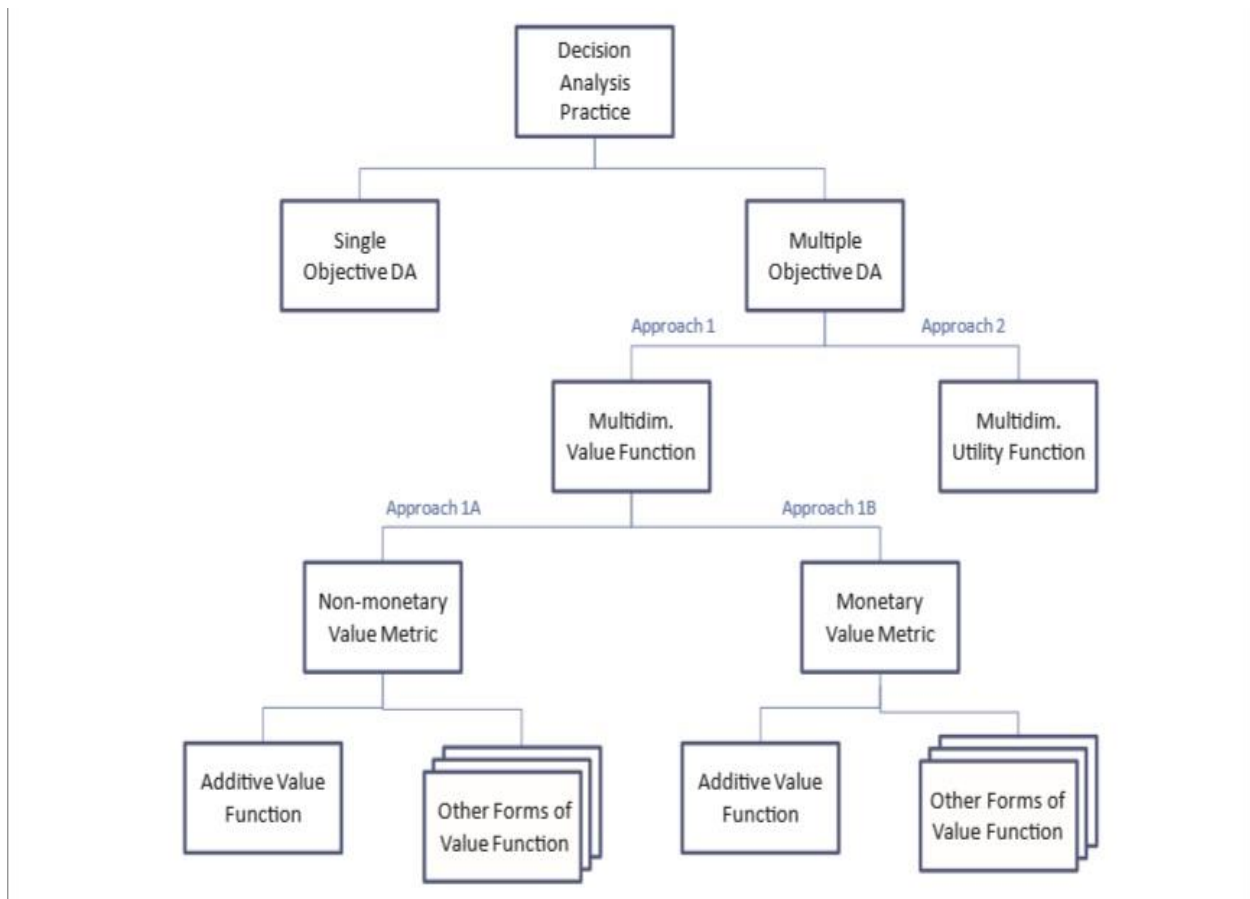 Decision
Analysis
Practice
Single
Objective DA
Multiple
Objective DA
Approach 1
Approach 2
Multidim.
Value Function
Multidim.
Utility Function
Approach 1A
Approach 1B
Non-monetary
Value Metric
Monetary
Value Metric
Additive Value
Function
Other Forms of
Value Function
Additive Value
Function
Other Forms of
Value Function